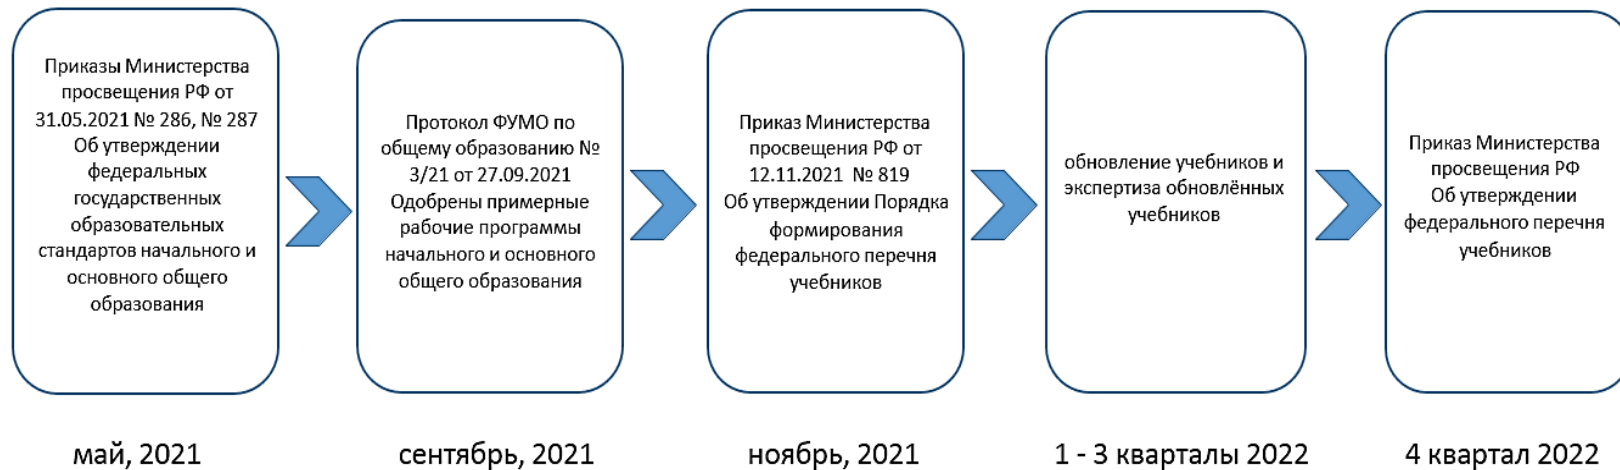 Приказы Министерства
просвещения РФ от
31.05.2021 № 286, № 287
Об утверждении
федеральных
государственных
образовательных
стандартов начального и
основного общего
образования
Протокол ФУМО по
общему образованию №
3/21 от 27.09.2021
Одобрены примерные
рабочие программы
начального и основного
общего образования
Приказ Министерства
просвещения РФ от
12.11.2021 № 819
Об утверждении Порядка
формирования
федерального перечня
учебников
обновление учебников и
экспертиза обновлённых
учебников
Приказ Министерства
просвещения РФ
Об утверждении
федерального перечня
учебников
май, 2021
сентябрь, 2021
ноябрь, 2021
1 - 3 кварталы 2022
4 квартал 2022